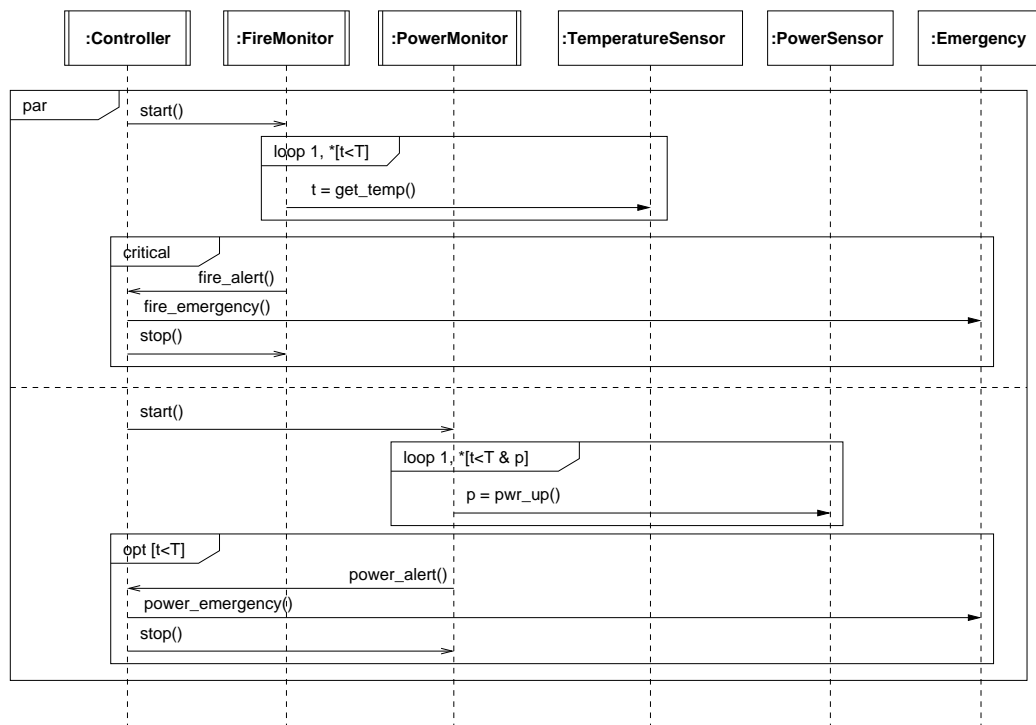 :Controller :FireMonitor :PowerMonitor :TemperatureSensor :PowerSensor :Emergency
par
start()
loop 1, *[t<T]
t = get_temp()
critical
fire_alert()
fire_emergency()
stop()
start()
loop 1, *[t<T & p]
p = pwr_up()
opt [t<T]
power_alert()
power_emergency()
stop()